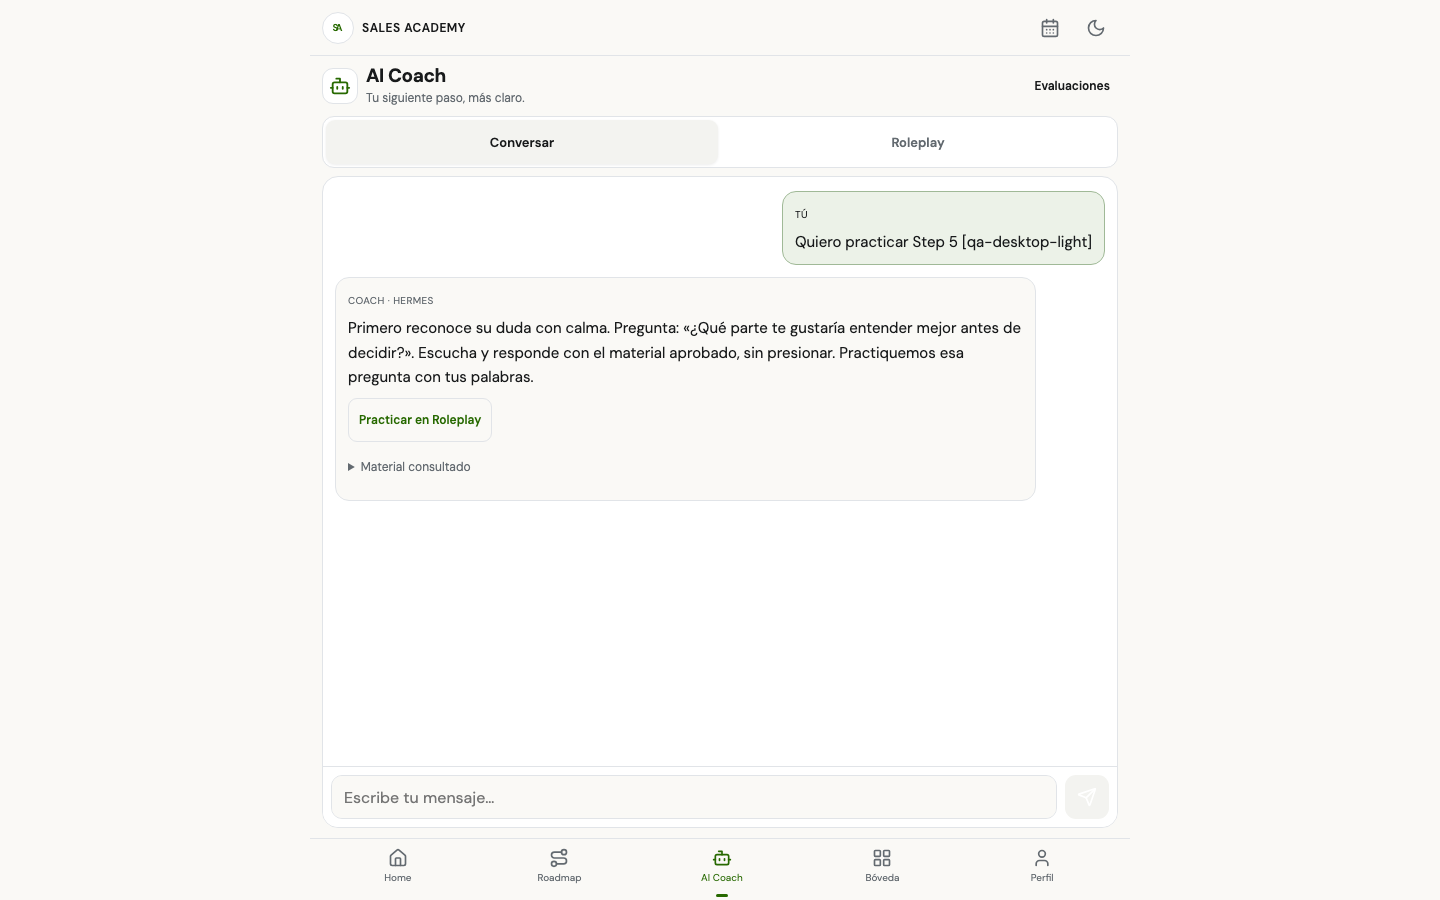 SA SALES ACADEMY
AI Coach
Tu siguiente paso, más claro.
Evaluaciones
Conversar
Roleplay
TÚ
Quiero practicar Step 5 [qa-desktop-light]
COACH · HERMES
Primero reconoce su duda con calma. Pregunta: «¿Qué parte te gustaría entender mejor antes de
decidir?». Escucha y responde con el material aprobado, sin presionar. Practiquemos esa
pregunta con tus palabras.
Practicar en Roleplay
Material consultado
Escribe tu mensaje...
Home
Roadmap
AI Coach
Bóveda
Perfil